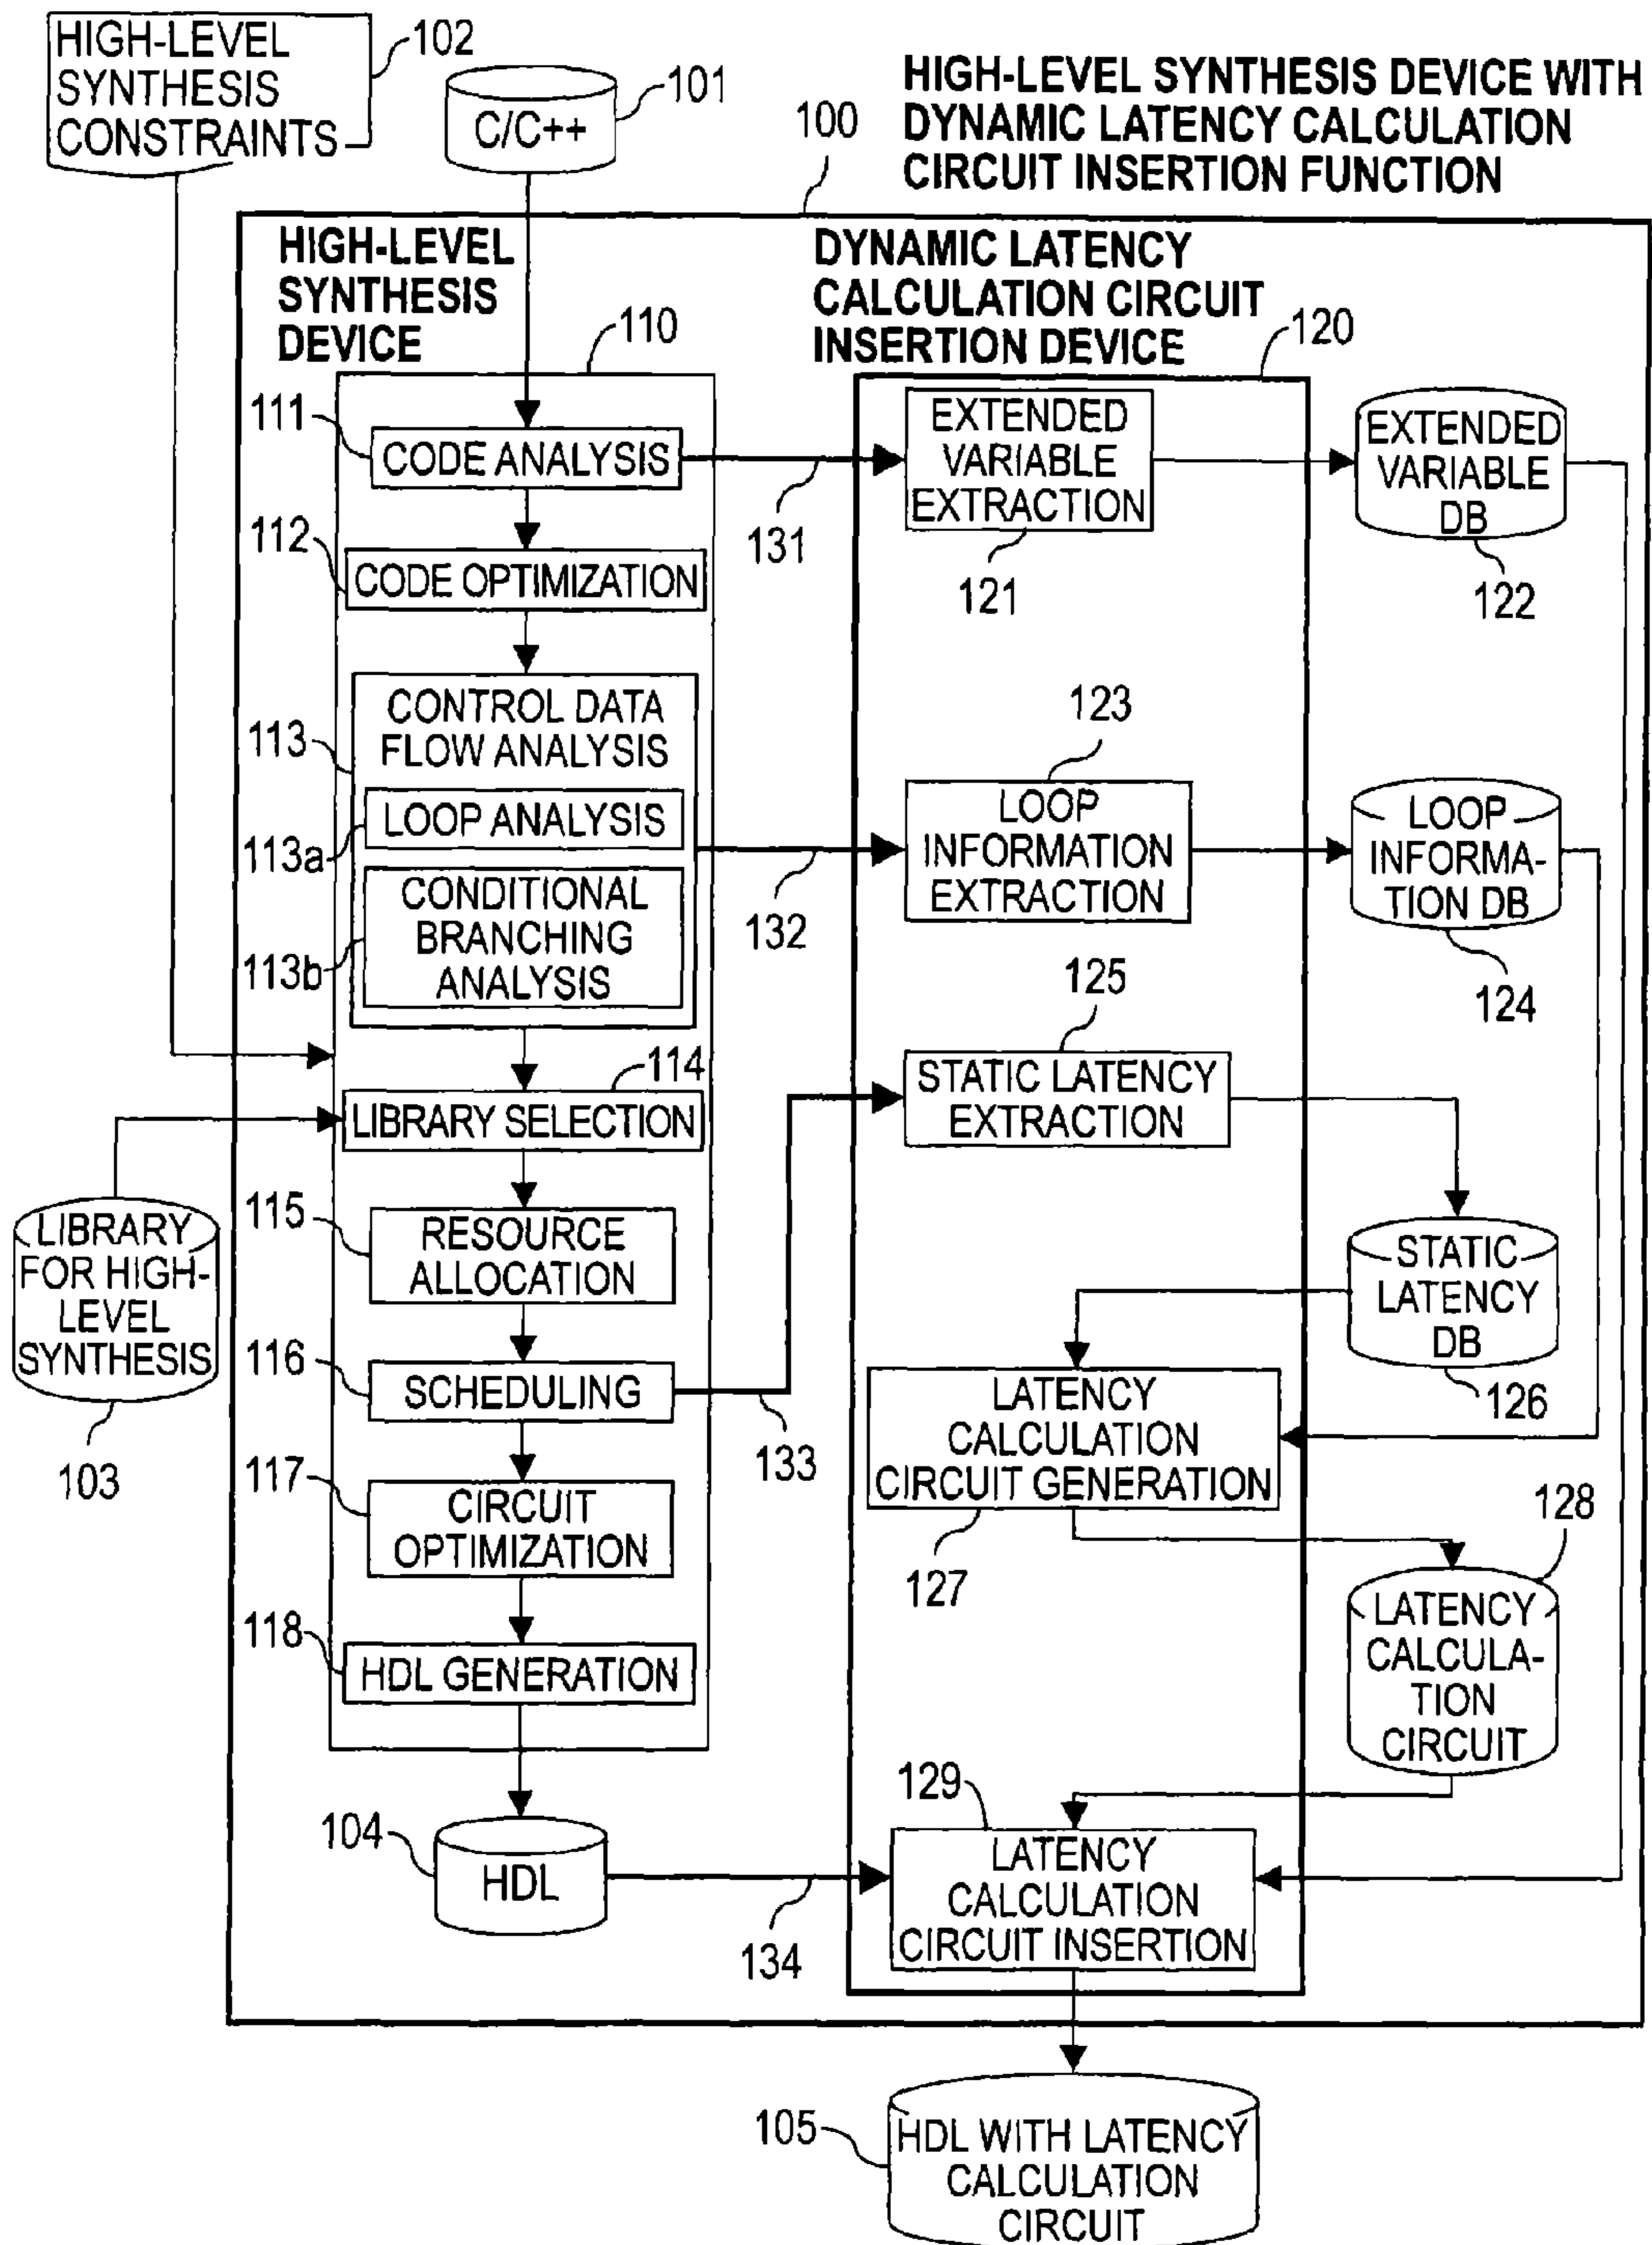 HIGH-LEVEL
SYNTHESIS
CONSTRAINTS
102
C/C++
101
100
HIGH-LEVEL SYNTHESIS DEVICE WITH
DYNAMIC LATENCY CALCULATION
CIRCUIT INSERTION FUNCTION
HIGH-LEVEL
SYNTHESIS
DEVICE
110
DYNAMIC LATENCY
CALCULATION CIRCUIT
INSERTION DEVICE
120
111
CODE ANALYSIS
131
EXTENDED
VARIABLE
EXTRACTION
121
EXTENDED
VARIABLE
DB
122
112
CODE OPTIMIZATION
113
CONTROL DATA
FLOW ANALYSIS
113a
LOOP ANALYSIS
113b
CONDITIONAL
BRANCHING
ANALYSIS
132
123
LOOP
INFORMATION
EXTRACTION
LOOP
INFORMA-
TION DB
124
114
LIBRARY SELECTION
125
STATIC LATENCY
EXTRACTION
LIBRARY
FOR HIGH-
LEVEL
SYNTHESIS
103
115
RESOURCE
ALLOCATION
STATIC
LATENCY
DB
126
116
SCHEDULING
133
LATENCY
CALCULATION
CIRCUIT GENERATION
127
117
CIRCUIT
OPTIMIZATION
128
LATENCY
CALCULA-
TION
CIRCUIT
118
HDL GENERATION
104
HDL
134
129
LATENCY
CALCULATION
CIRCUIT INSERTION
105
HDL WITH LATENCY
CALCULATION
CIRCUIT